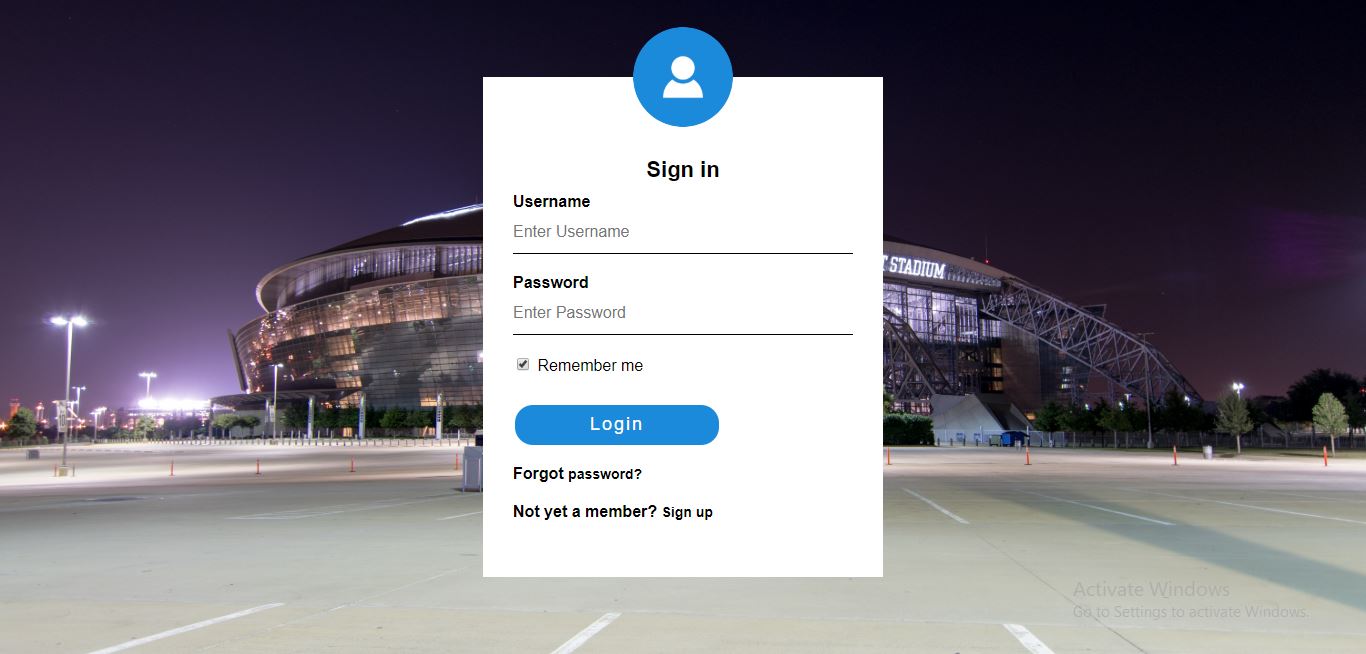 Sign in
Username
Enter Username
T STADIUM
Password
Enter Password
Remember me
Login
Forgot password?
Not yet a member? Sign up
Activate Windows
Go to Settings to activate Windows.